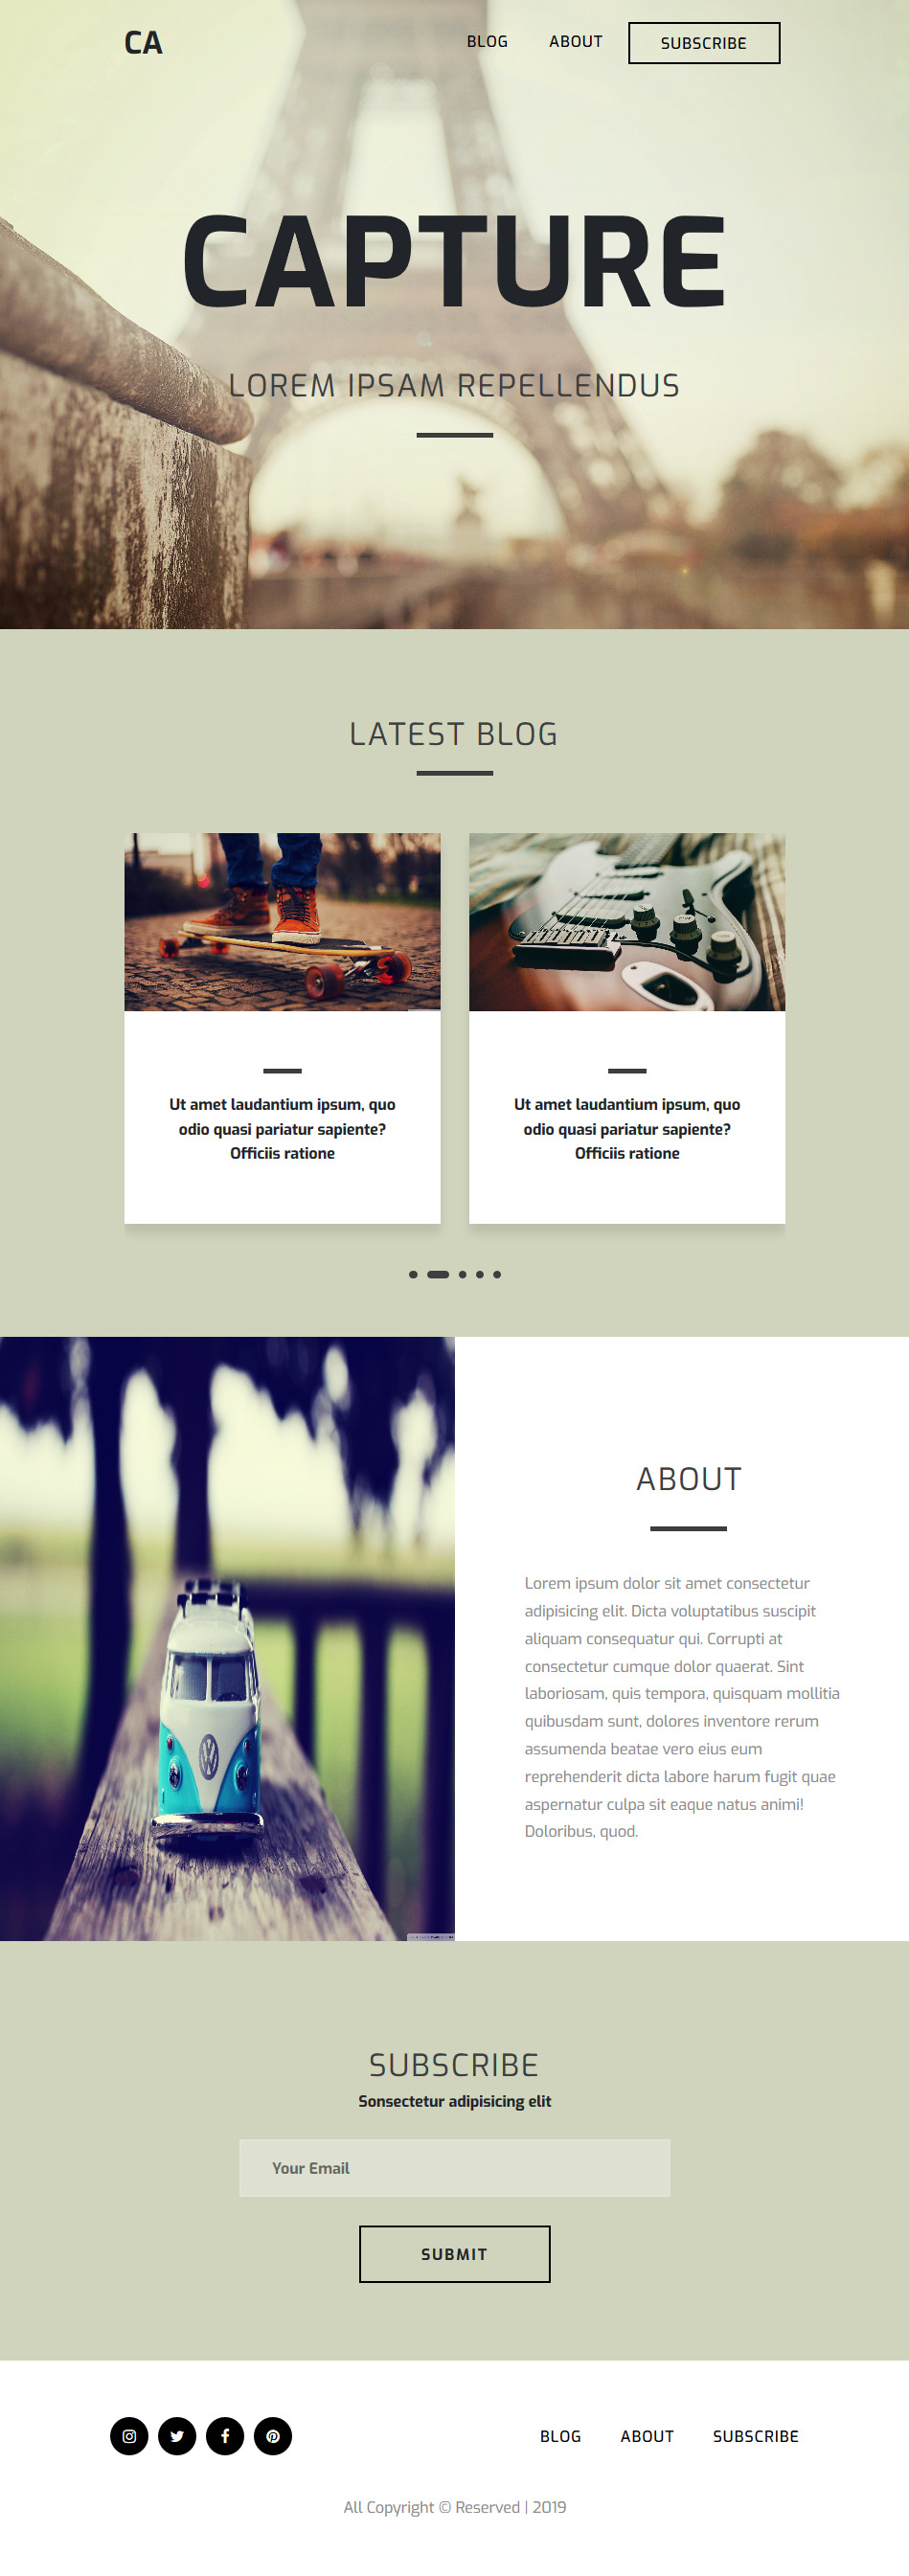 CA
BLOG ABOUT SUBSCRIBE
CAPTURE
LOREM IPSAM REPELLENDUS
LATEST BLOG
Ut amet laudantium ipsum, quo
odio quasi pariatur sapiente?
Officiis ratione
Ut amet laudantium ipsum, quo
odio quasi pariatur sapiente?
Officiis ratione
ABOUT
Lorem ipsum dolor sit amet consectetur
adipisicing elit. Dicta voluptatibus suscipit
aliquam consequatur qui. Corrupti at
consectetur cumque dolor quaerat. Sint
laboriosam, quis tempora, quisquam mollitia
quibusdam sunt, dolores inventore rerum
assumenda beatae vero eius eum
reprehenderit dicta labore harum fugit quae
aspernatur culpa sit eaque natus animi!
Doloribus, quod.
SUBSCRIBE
Sonsectetur adipisicing elit
Your Email
SUBMIT
BLOG ABOUT SUBSCRIBE
All Copyright © Reserved | 2019